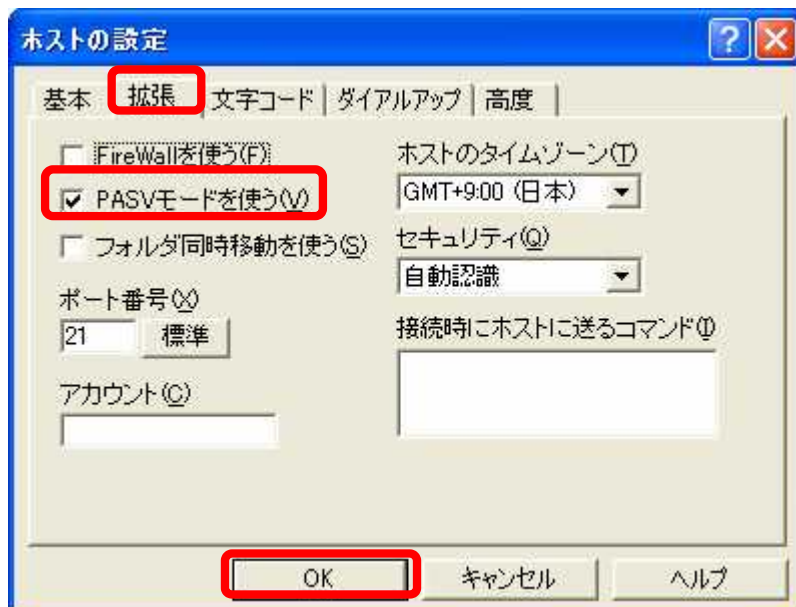 ホストの設定
基本 拡張 文字コード ダイアルアップ 高度
FireWallを使う(F)
PASVモードを使う(V)
フォルダ同時移動を使う(S)
ポート番号(X)
21 標準
アカウント(C)
ホストのタイムゾーン(T)
GMT+9:00 (日本)
セキュリティ(Q)
自動認識
接続時にホストに送るコマンド(I)
OK キャンセル ヘルプ